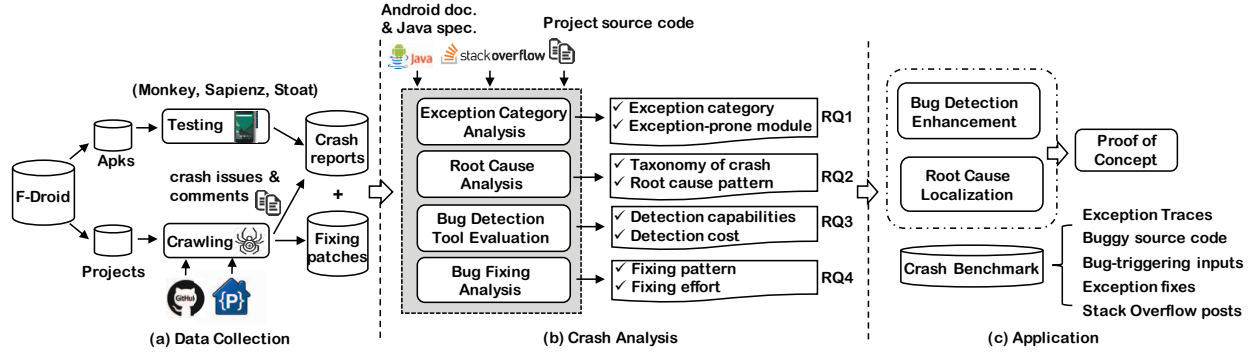 (Monkey, Sapienz, Stoat)
Testing
Apks
Crash
reports
F-Droid
crash issues &
comments
+
Projects
Crawling
Fixing
patches
GitHub
{P}
(a) Data Collection
Android doc.
& Java spec.
Project source code
Java
stackoverflow
Exception Category
Analysis
✓ Exception category
✓ Exception-prone module
RQ1
Root Cause
Analysis
✓ Taxonomy of crash
✓ Root cause pattern
RQ2
Bug Detection
Tool Evaluation
✓ Detection capabilities
✓ Detection cost
RQ3
Bug Fixing
Analysis
✓ Fixing pattern
✓ Fixing effort
RQ4
(b) Crash Analysis
Bug Detection
Enhancement
Root Cause
Localization
Proof of
Concept
Crash Benchmark
Exception Traces
Buggy source code
Bug-triggering inputs
Exception fixes
Stack Overflow posts
(c) Application